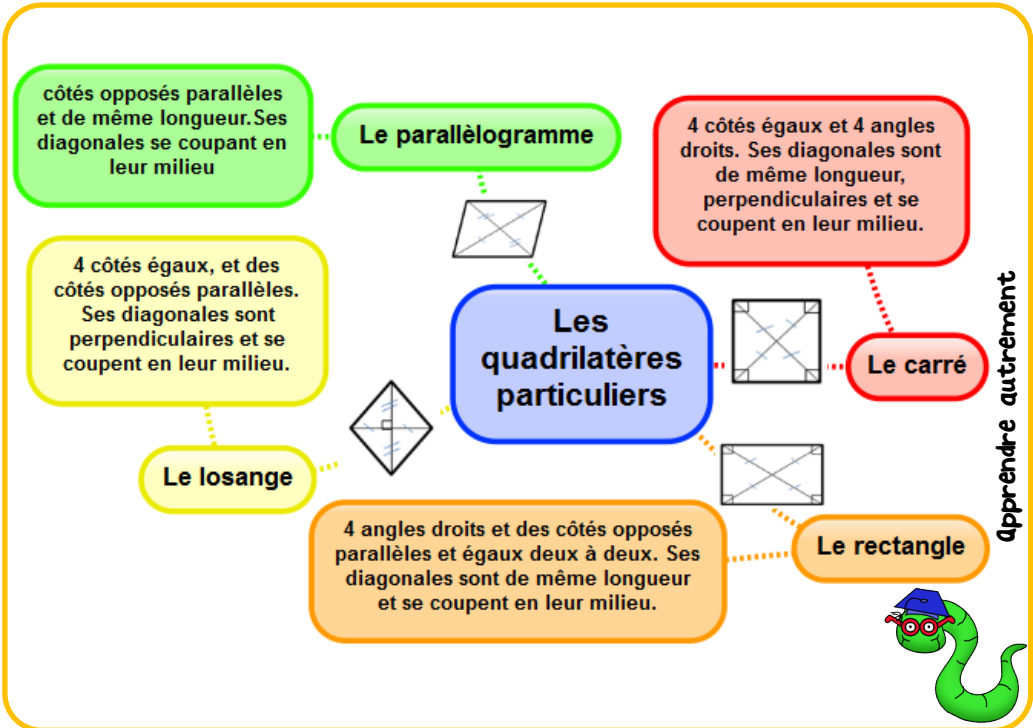 côtés opposés parallèles
et de même longueur.Ses
diagonales se coupant en
leur milieu
Le parallèlogramme
4 côtés égaux et 4 angles
droits. Ses diagonales sont
de même longueur,
perpendiculaires et se
coupent en leur milieu.
4 côtés égaux, et des
côtés opposés parallèles.
Ses diagonales sont
perpendiculaires et se
coupent en leur milieu.
Les
quadrilatères
particuliers
Le carré
Le losange
4 angles droits et des côtés opposés
parallèles et égaux deux à deux. Ses
diagonales sont de même longueur
et se coupent en leur milieu.
Le rectangle
apprendre autrement